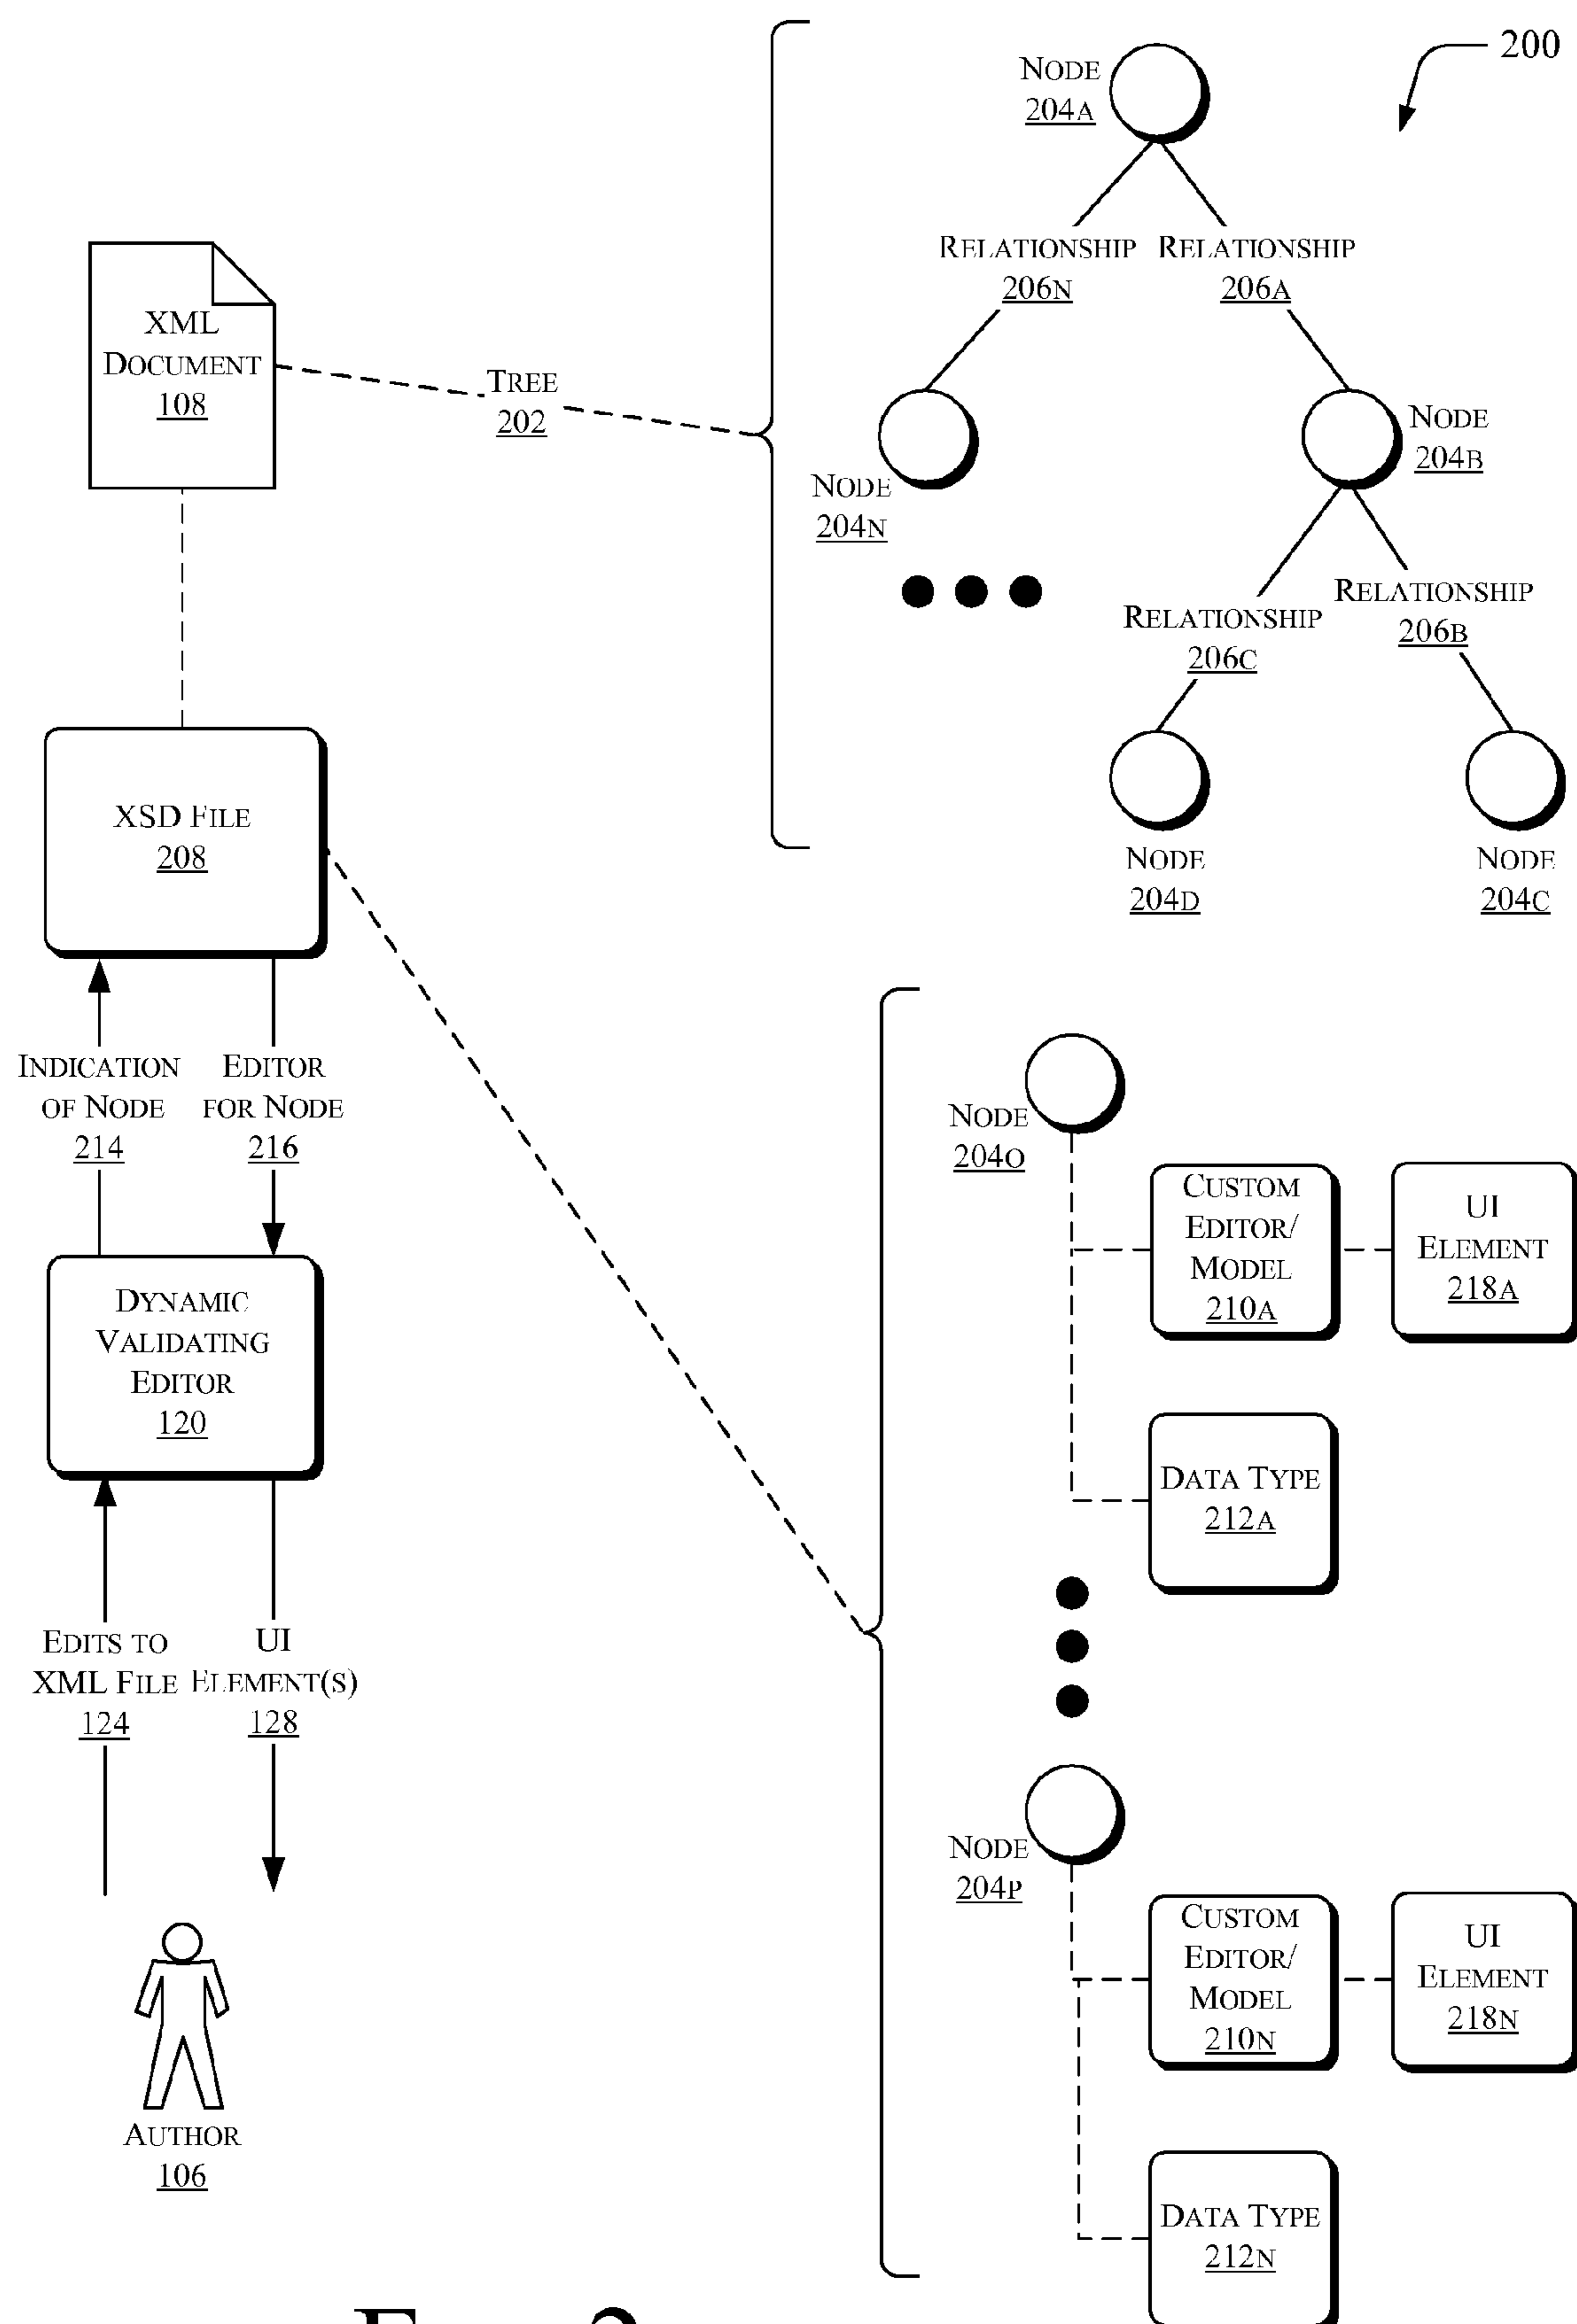 200
NODE
204A
RELATIONSHIP
206N
RELATIONSHIP
206A
XML
DOCUMENT
108
TREE
202
NODE
204N
NODE
204B
RELATIONSHIP
206C
RELATIONSHIP
206B
NODE
204D
NODE
204C
XSD FILE
208
INDICATION
OF NODE
214
EDITOR
FOR NODE
216
DYNAMIC
VALIDATING
EDITOR
120
EDITS TO
XML FILE
124
UI
ELEMENT(S)
128
AUTHOR
106
NODE
204O
CUSTOM
EDITOR/
MODEL
210A
UI
ELEMENT
218A
DATA TYPE
212A
NODE
204P
CUSTOM
EDITOR/
MODEL
210N
UI
ELEMENT
218N
DATA TYPE
212N